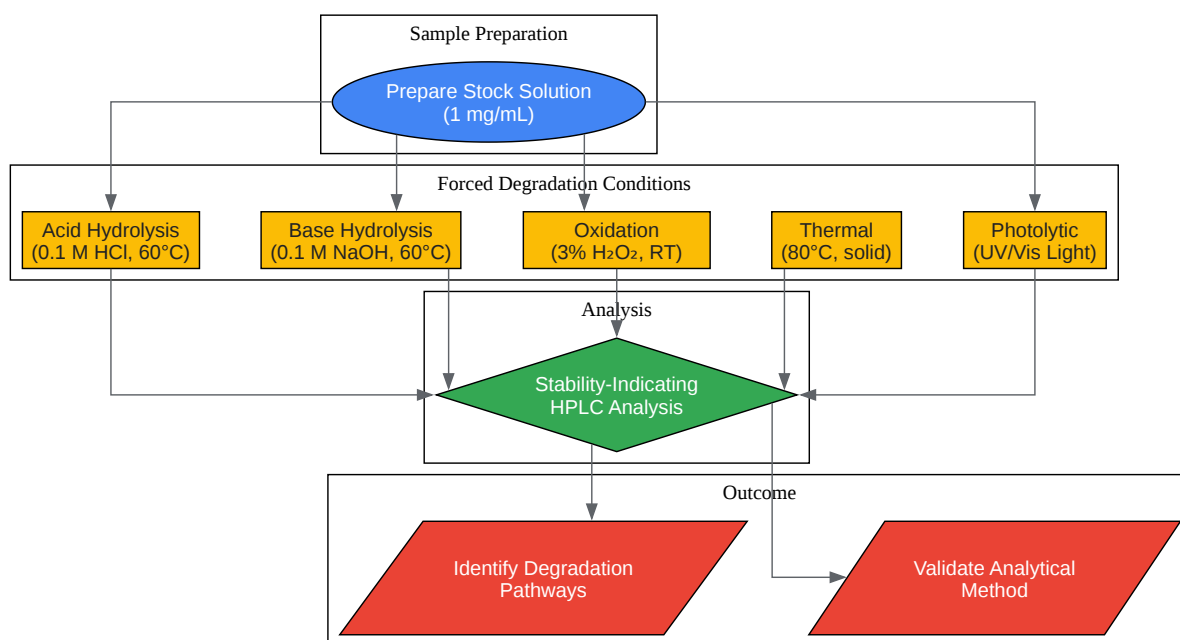 Sample Preparation
Prepare Stock Solution
(1 mg/mL)
Forced Degradation Conditions
Acid Hydrolysis
(0.1 M HCl, 60°C)
Base Hydrolysis
(0.1 M NaOH, 60°C)
Oxidation
(3% H₂O₂, RT)
Thermal
(80°C, solid)
Photolytic
(UV/Vis Light)
Analysis
Stability-Indicating
HPLC Analysis
Outcome
Identify Degradation
Pathways
Validate Analytical
Method